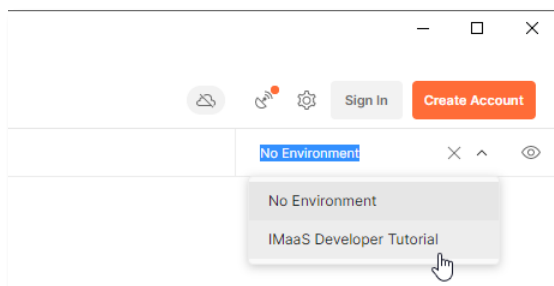 Sign In
Create Account
No Environment
No Environment
IMaaS Developer Tutorial